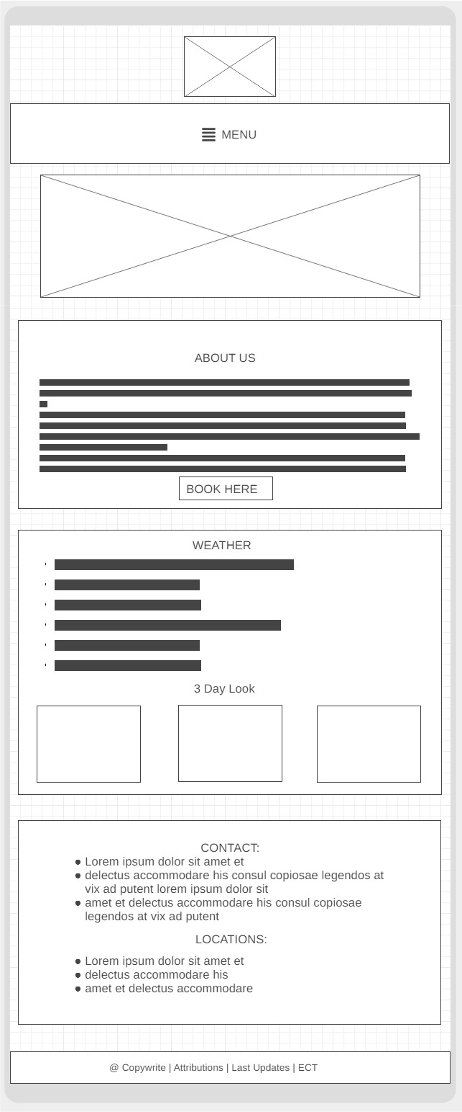 MENU
ABOUT US
BOOK HERE
WEATHER
3 Day Look
CONTACT:
Lorem ipsum dolor sit amet et
delectus accommodare his consul copiosae legendos at
vix ad putent lorem ipsum dolor sit
amet et delectus accommodare his consul copiosae
legendos at vix ad putent
LOCATIONS:
Lorem ipsum dolor sit amet et
delectus accommodare his
amet et delectus accommodare
@ Copywrite | Attributions | Last Updates | ECT